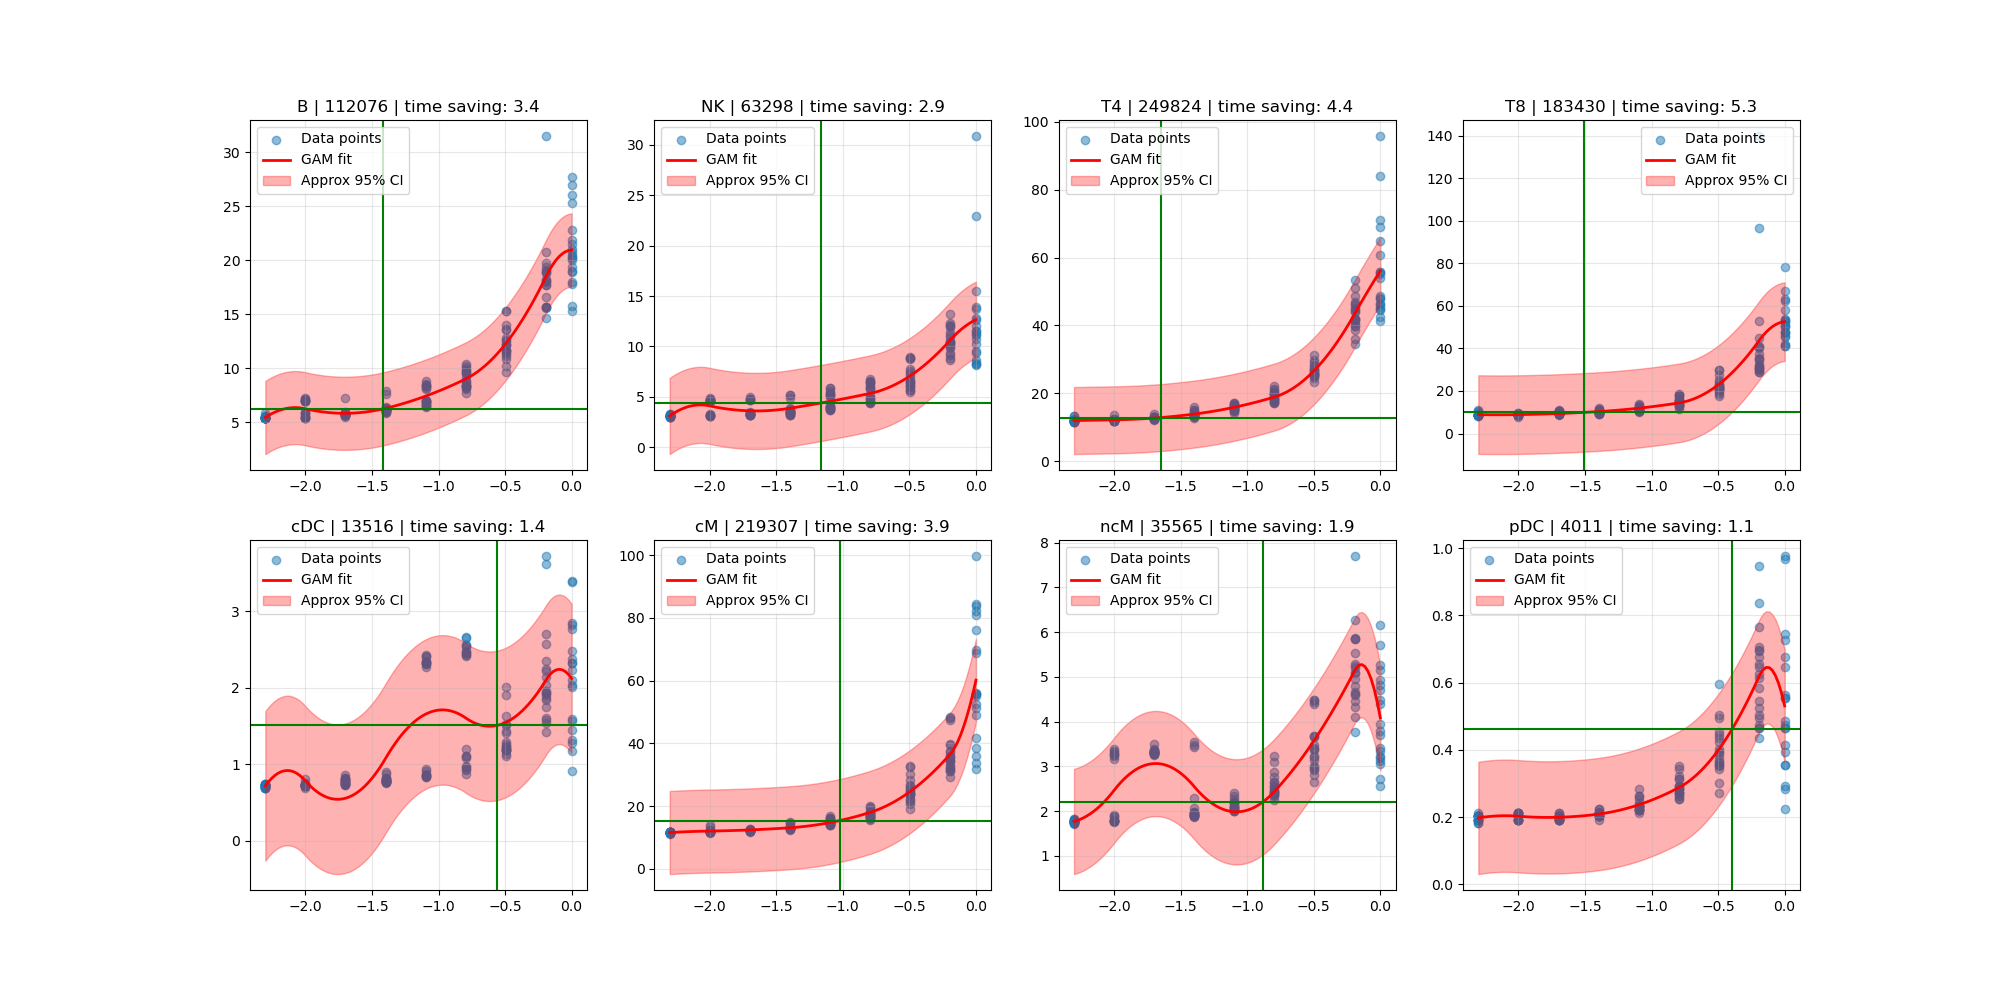 B | 112076 | time saving: 3.4
Data points
GAM fit
Approx 95% CI
30
25
20
15
10
5
−2.0 −1.5 −1.0 −0.5 0.0
NK | 63298 | time saving: 2.9
Data points
GAM fit
Approx 95% CI
30
25
20
15
10
5
0
−2.0 −1.5 −1.0 −0.5 0.0
T4 | 249824 | time saving: 4.4
Data points
GAM fit
Approx 95% CI
100
80
60
40
20
0
−2.0 −1.5 −1.0 −0.5 0.0
T8 | 183430 | time saving: 5.3
Data points
GAM fit
Approx 95% CI
140
120
100
80
60
40
20
0
−2.0 −1.5 −1.0 −0.5 0.0
cDC | 13516 | time saving: 1.4
Data points
GAM fit
Approx 95% CI
3
2
1
0
−2.0 −1.5 −1.0 −0.5 0.0
cM | 219307 | time saving: 3.9
Data points
GAM fit
Approx 95% CI
100
80
60
40
20
0
−2.0 −1.5 −1.0 −0.5 0.0
ncM | 35565 | time saving: 1.9
Data points
GAM fit
Approx 95% CI
8
7
6
5
4
3
2
1
−2.0 −1.5 −1.0 −0.5 0.0
pDC | 4011 | time saving: 1.1
Data points
GAM fit
Approx 95% CI
1.0
0.8
0.6
0.4
0.2
0.0
−2.0 −1.5 −1.0 −0.5 0.0